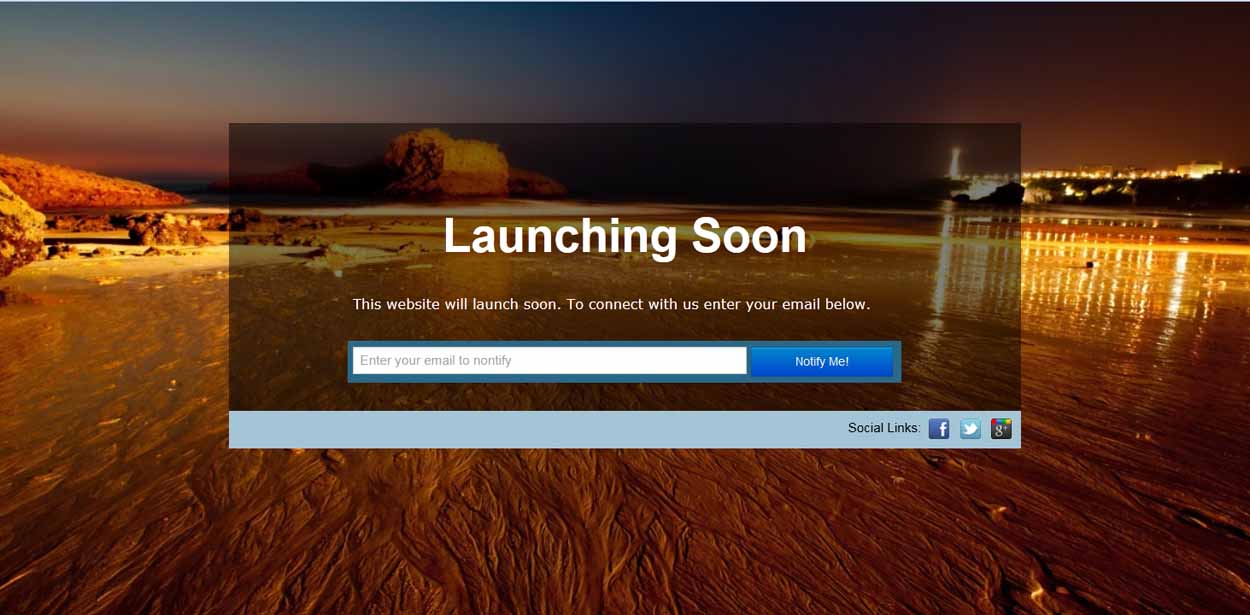 Launching Soon
This website will launch soon. To connect with us enter your email below.
Enter your email to nontify
Notify Me!
Social Links: f g+